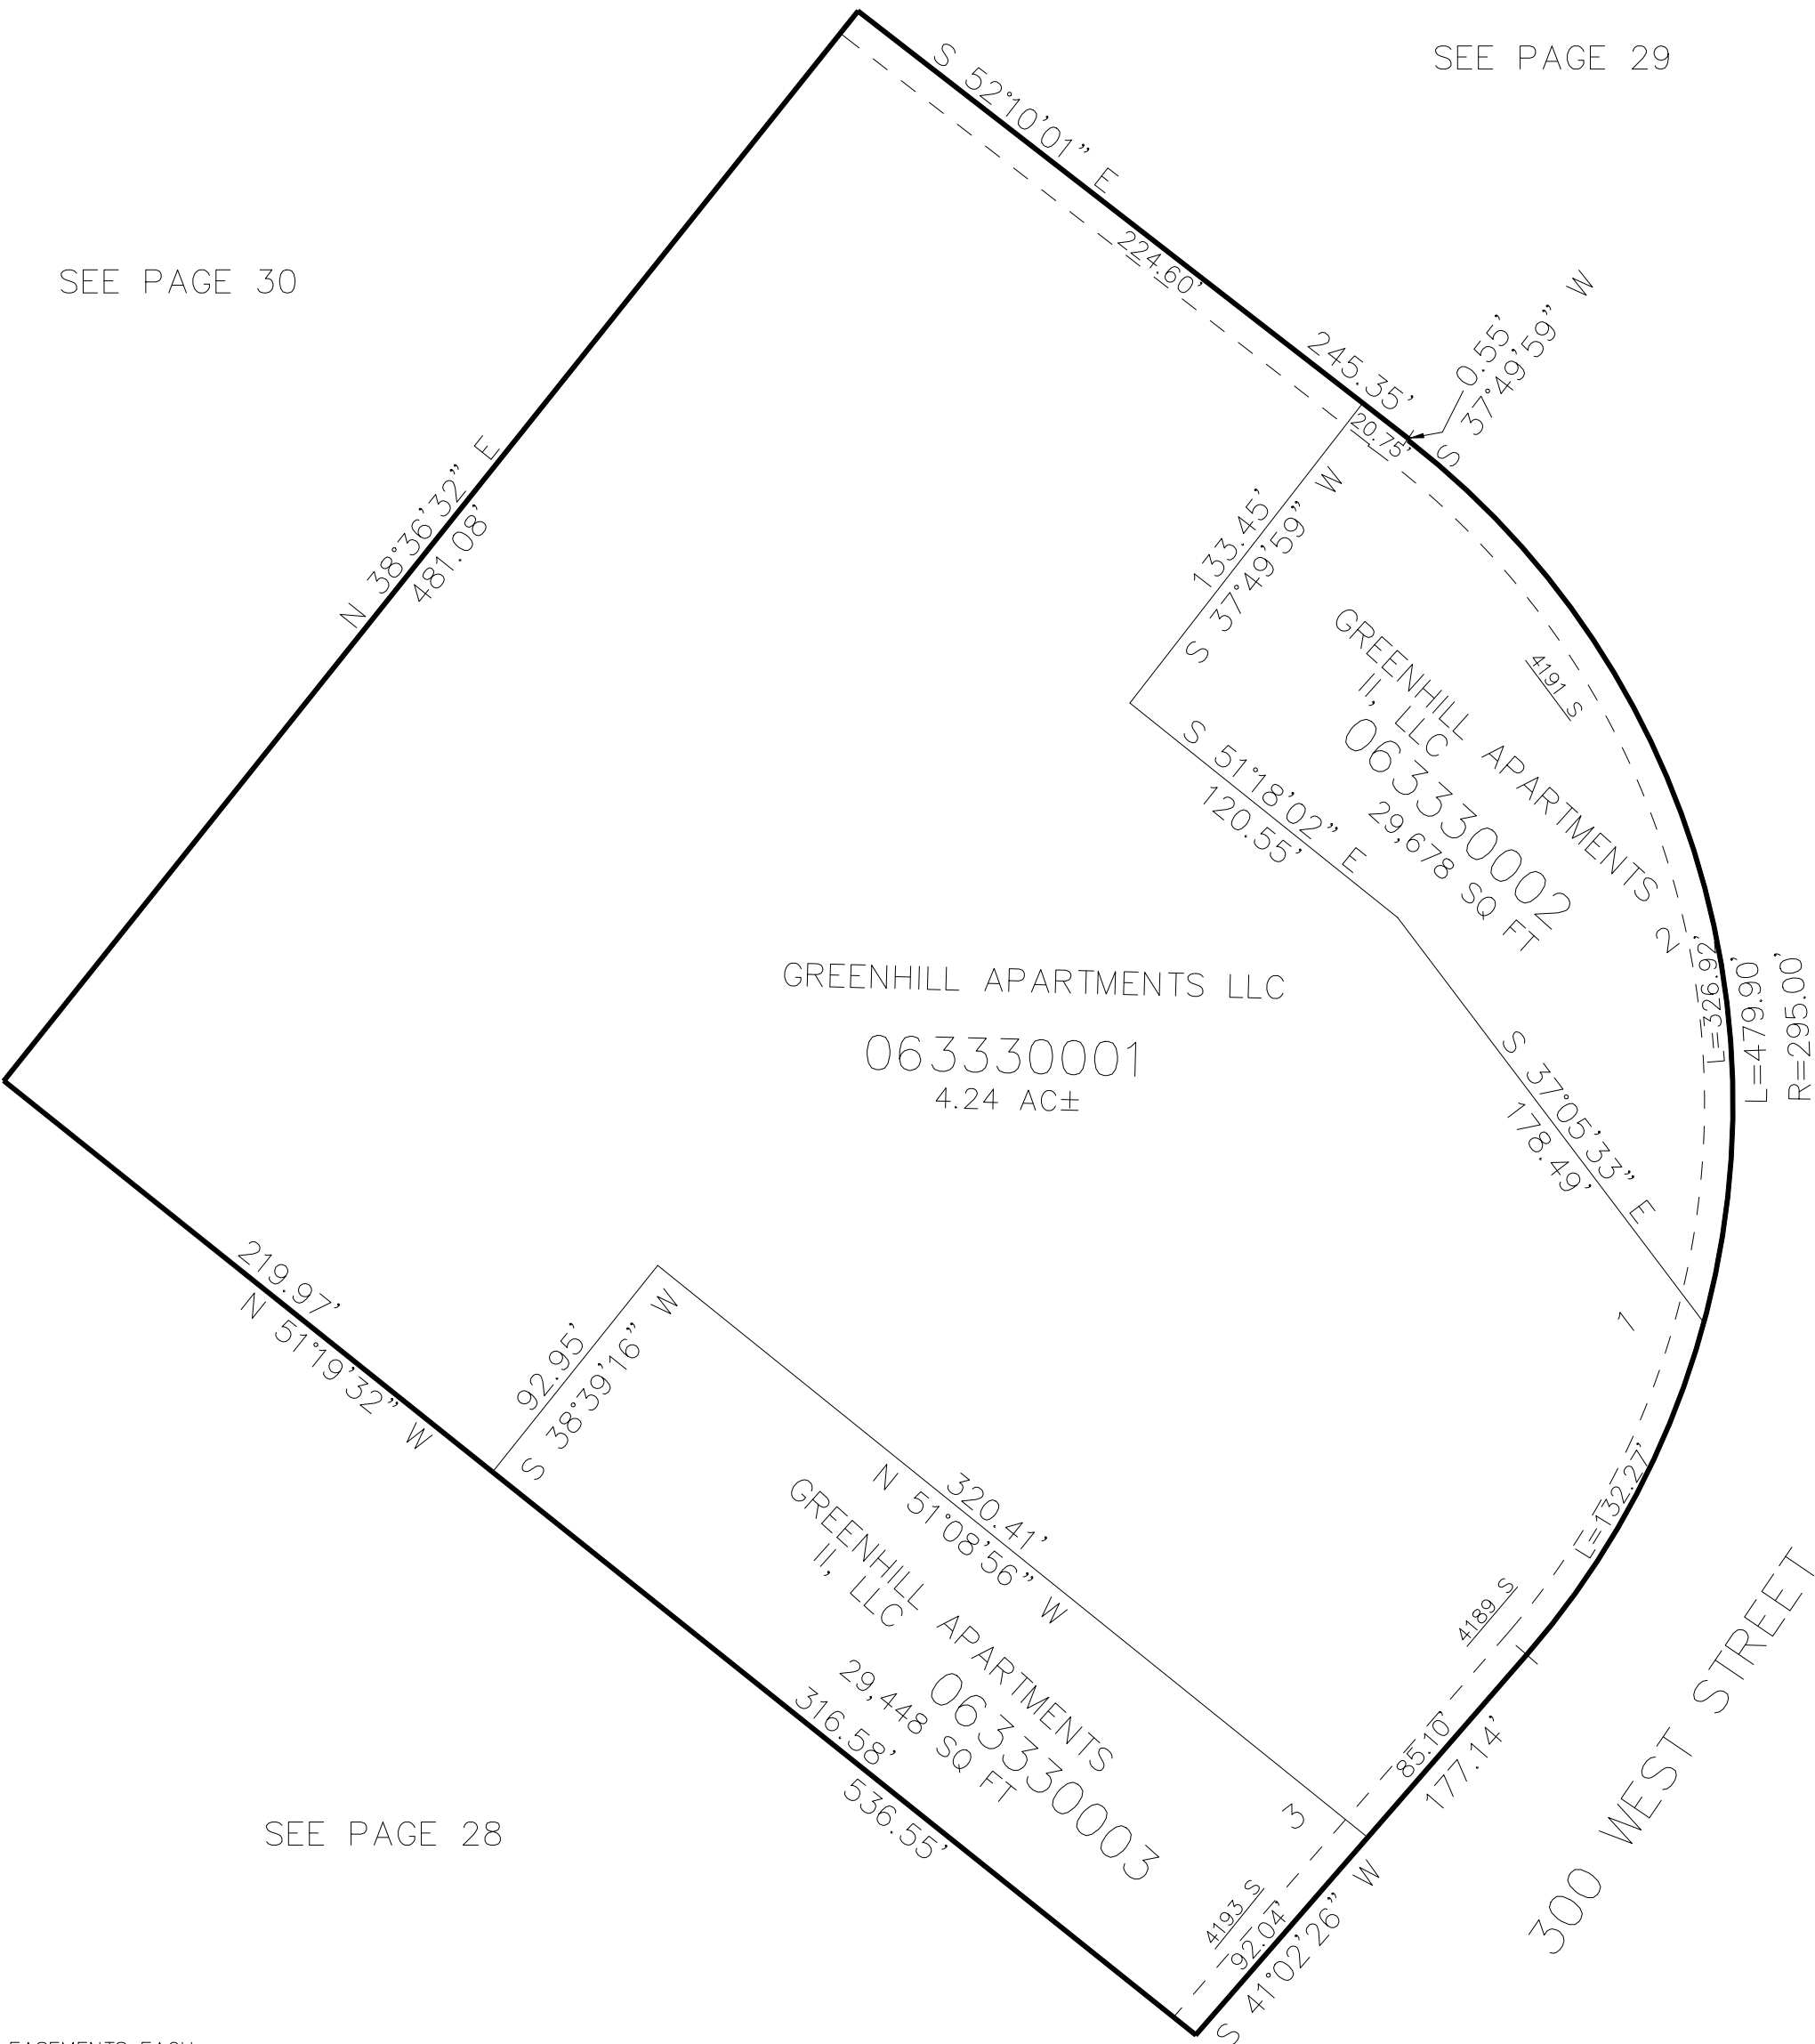 SEE PAGE 29
S 52°10'01" E
224.60'
245.35'
SEE PAGE 30
0.55'
S 37°49'59" W
20.75'
N 38°36'32" E
481.08'
133.45'
S 37°49'59" W
GREENHILL APARTMENTS
II, LLC
063330002
29,678 SQ FT
2
4191 S
S 51°18'02" E
120.55'
L=326.92'
L=479.90'
R=295.00'
GREENHILL APARTMENTS LLC
063330001
4.24 AC±
S 37°05'33" E
178.49'
1
219.97'
N 51°19'32" W
92.95'
S 38°39'16" W
320.41'
N 51°08'56" W
L=132.27'
4189 S
GREENHILL APARTMENTS
II, LLC
063330003
29,448 SQ FT
3
316.58'
536.55'
85.10'
177.14'
300 WEST STREET
SEE PAGE 28
4193 S
92.04'
S 41°02'26" W
EASEMENTS EACH